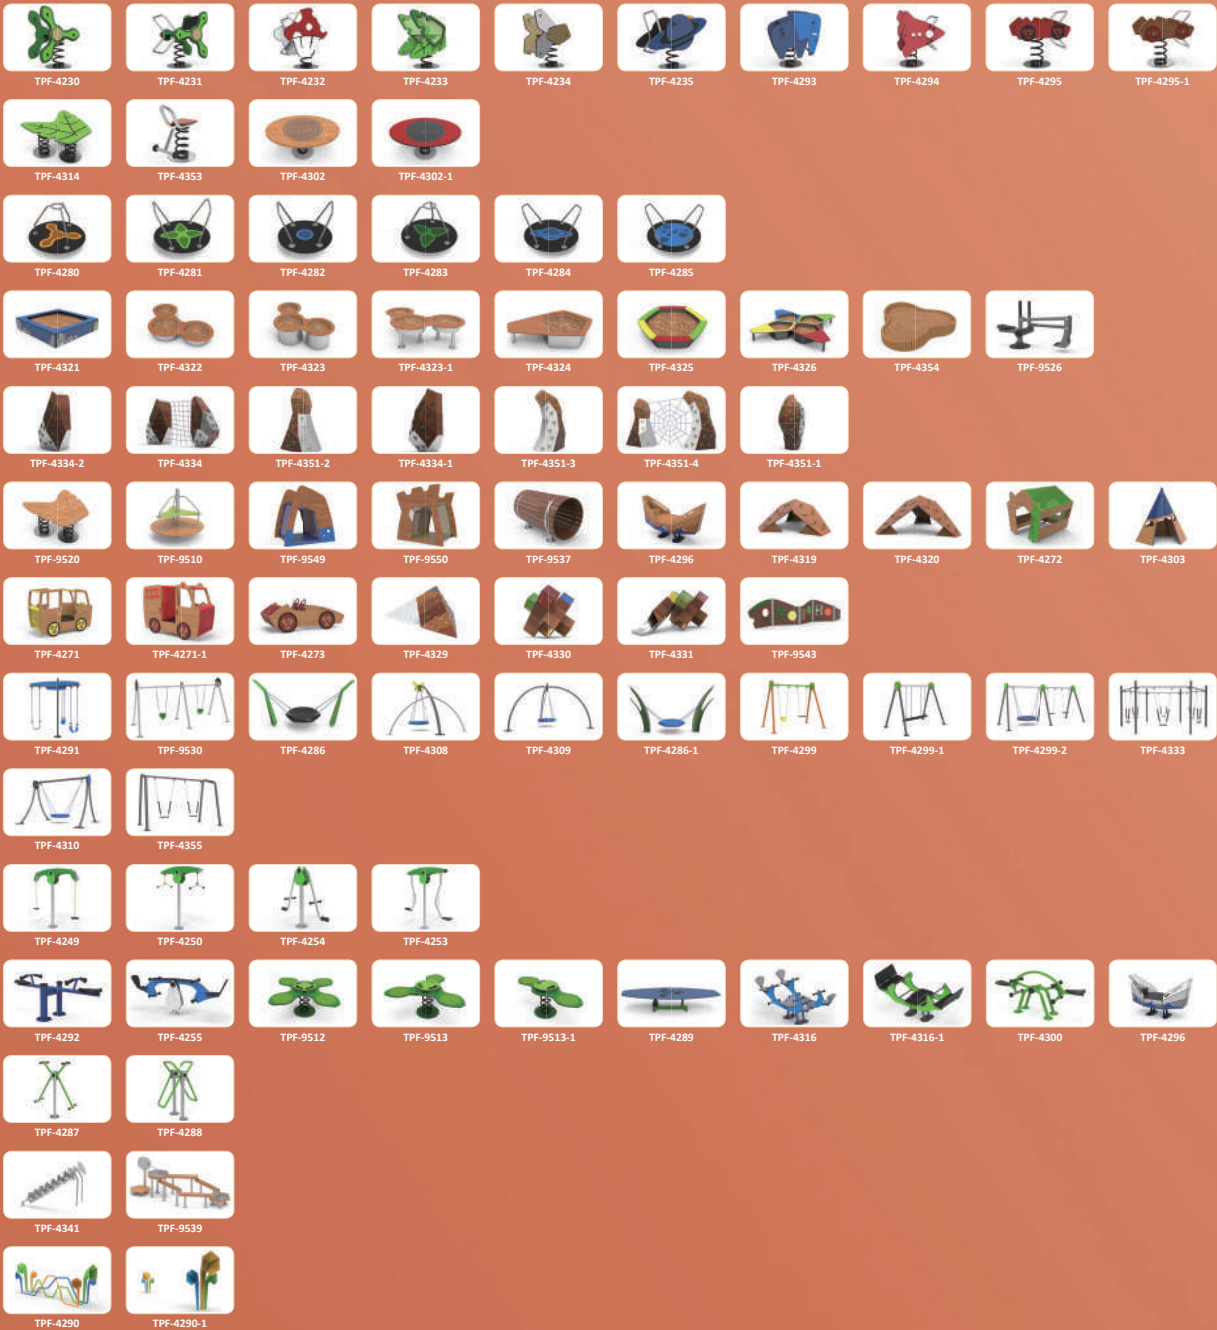 TPF-4230 TPF-4231 TPF-4232 TPF-4233 TPF-4234 TPF-4235 TPF-4293 TPF-4294 TPF-4295 TPF-4295-1
TPF-4314 TPF-4353 TPF-4302 TPF-4302-1
TPF-4280 TPF-4281 TPF-4282 TPF-4283 TPF-4284 TPF-4285
TPF-4321 TPF-4322 TPF-4323 TPF-4323-1 TPF-4324 TPF-4325 TPF-4326 TPF-4354 TPF-9526
TPF-4334-2 TPF-4334 TPF-4351-2 TPF-4334-1 TPF-4351-3 TPF-4351-4 TPF-4351-1
TPF-9520 TPF-9510 TPF-9549 TPF-9550 TPF-9537 TPF-4296 TPF-4319 TPF-4320 TPF-4272 TPF-4303
TPF-4271 TPF-4271-1 TPF-4273 TPF-4329 TPF-4330 TPF-4331 TPF-9543
TPF-4291 TPF-9530 TPF-4286 TPF-4308 TPF-4309 TPF-4286-1 TPF-4299 TPF-4299-1 TPF-4299-2 TPF-4333
TPF-4310 TPF-4355
TPF-4249 TPF-4250 TPF-4254 TPF-4253
TPF-4292 TPF-4255 TPF-9512 TPF-9513 TPF-9513-1 TPF-4289 TPF-4316 TPF-4316-1 TPF-4300 TPF-4296
TPF-4287 TPF-4288
TPF-4341 TPF-9539
TPF-4290 TPF-4290-1